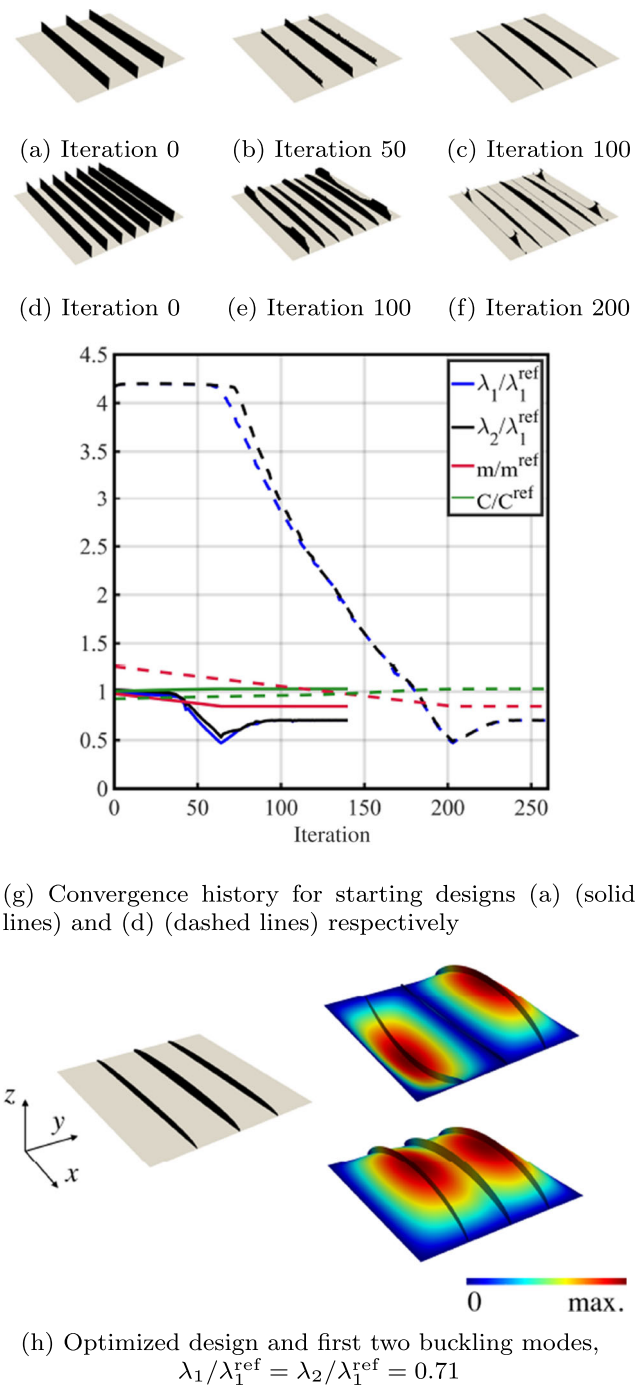 (a) Iteration 0 (b) Iteration 50 (c) Iteration 100
(d) Iteration 0 (e) Iteration 100 (f) Iteration 200
4.5
4
3.5
3
2.5
2
1.5
1
0.5
0
λ₁/λ₁ʳᵉᶠ
λ₂/λ₁ʳᵉᶠ
m/mʳᵉᶠ
C/Cʳᵉᶠ
0 50 100 150 200 250
Iteration
(g) Convergence history for starting designs (a) (solid
lines) and (d) (dashed lines) respectively
z
y
x
0 max.
(h) Optimized design and first two buckling modes,
λ₁/λ₁ʳᵉᶠ = λ₂/λ₁ʳᵉᶠ = 0.71